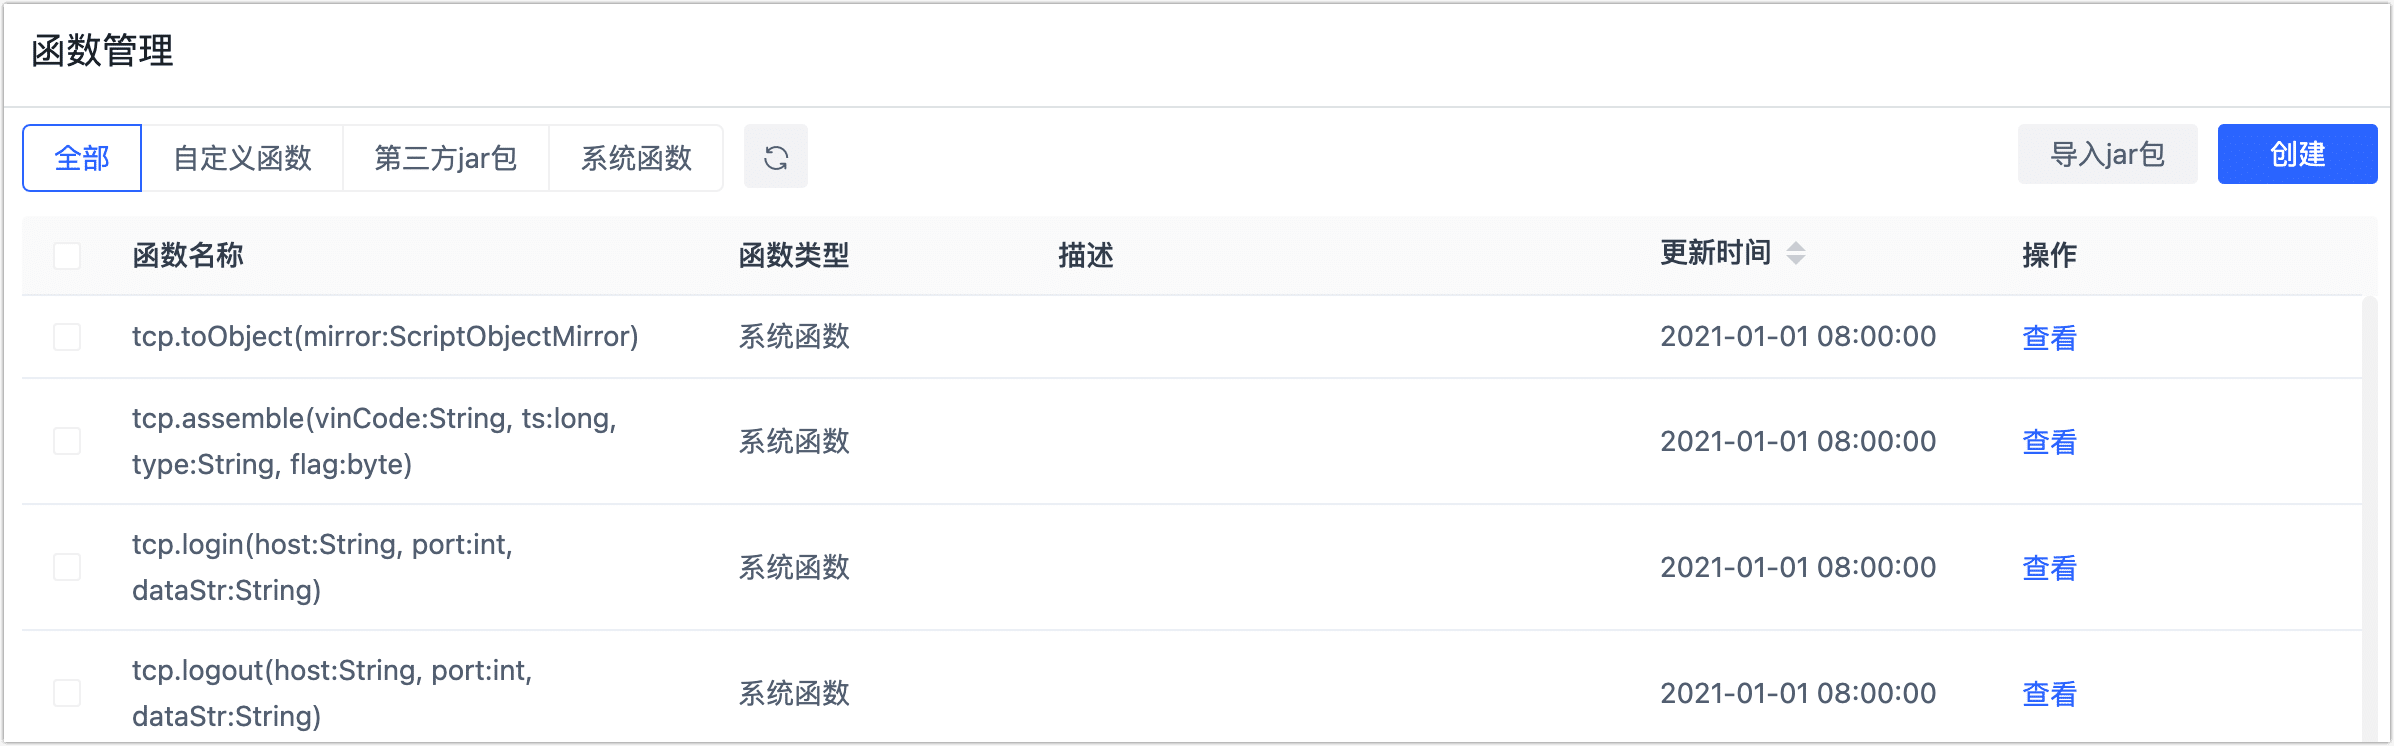 函数管理
全部 自定义函数 第三方jar包 系统函数 导入jar包 创建
函数名称 函数类型 描述 更新时间 操作
tcp.toObject(mirror:ScriptObjectMirror) 系统函数 2021-01-01 08:00:00 查看
tcp.assemble(vinCode:String, ts:long,
type:String, flag:byte) 系统函数 2021-01-01 08:00:00 查看
tcp.login(host:String, port:int,
dataStr:String) 系统函数 2021-01-01 08:00:00 查看
tcp.logout(host:String, port:int,
dataStr:String) 系统函数 2021-01-01 08:00:00 查看